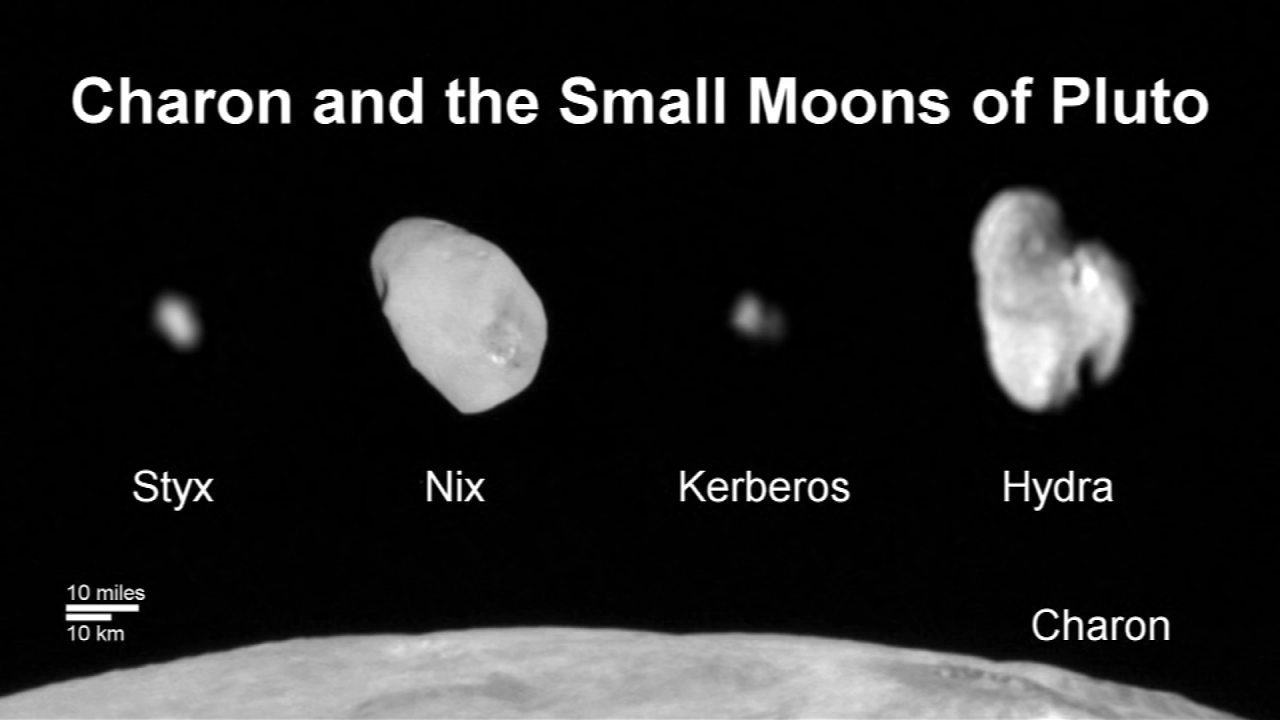 Charon and the Small Moons of Pluto
Styx
Nix
Kerberos
Hydra
10 miles
10 km
Charon